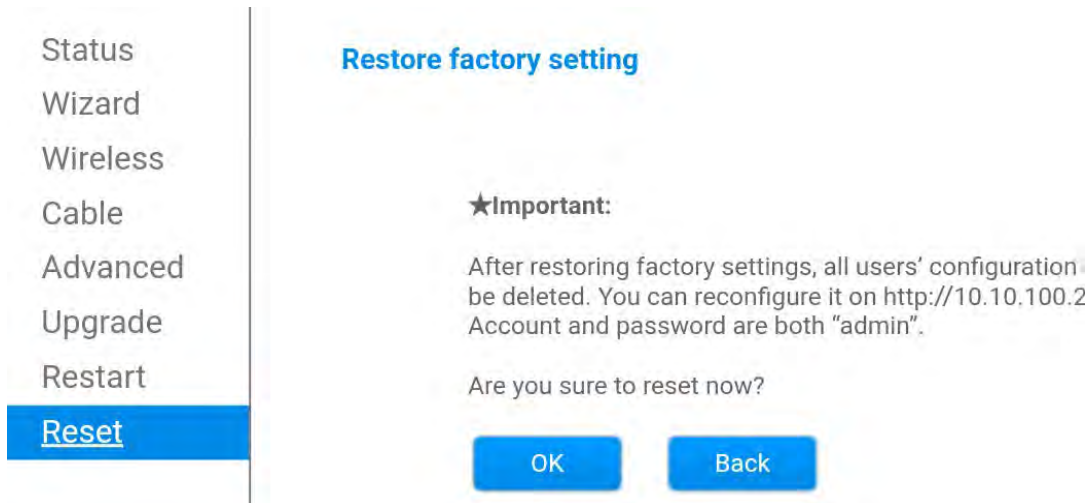 Status
Wizard
Wireless
Cable
Advanced
Upgrade
Restart
Reset
Restore factory setting
★Important:
After restoring factory settings, all users’ configuration
be deleted. You can reconfigure it on http://10.10.100.2
Account and password are both “admin”.
Are you sure to reset now?
OK
Back